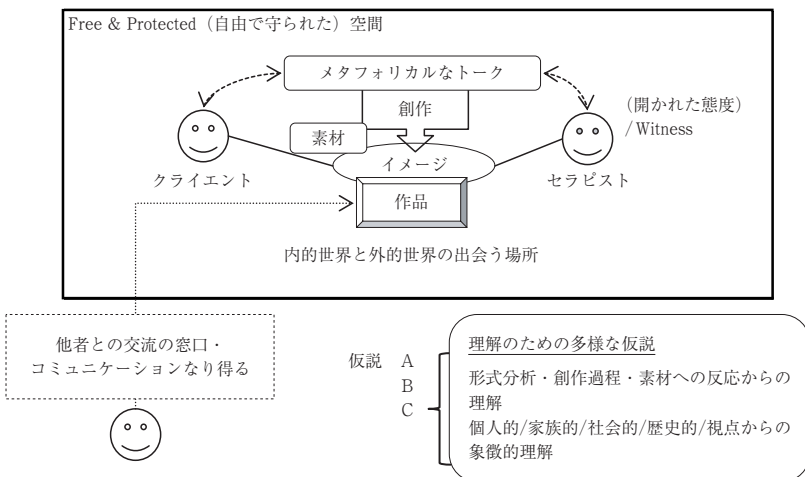 Free & Protected（自由で守られた）空間
メタフォリカルなトーク
創作
（開かれた態度）
/Witness
素材
イメージ
クライエント
セラピスト
作品
内的世界と外的世界の出会う場所
他者との交流の窓口・
コミュニケーションなり得る
仮説 A
B
C
理解のための多様な仮説
形式分析・創作過程・素材への反応からの
理解
個人的/家族的/社会的/歴史的/視点からの
象徴的理解